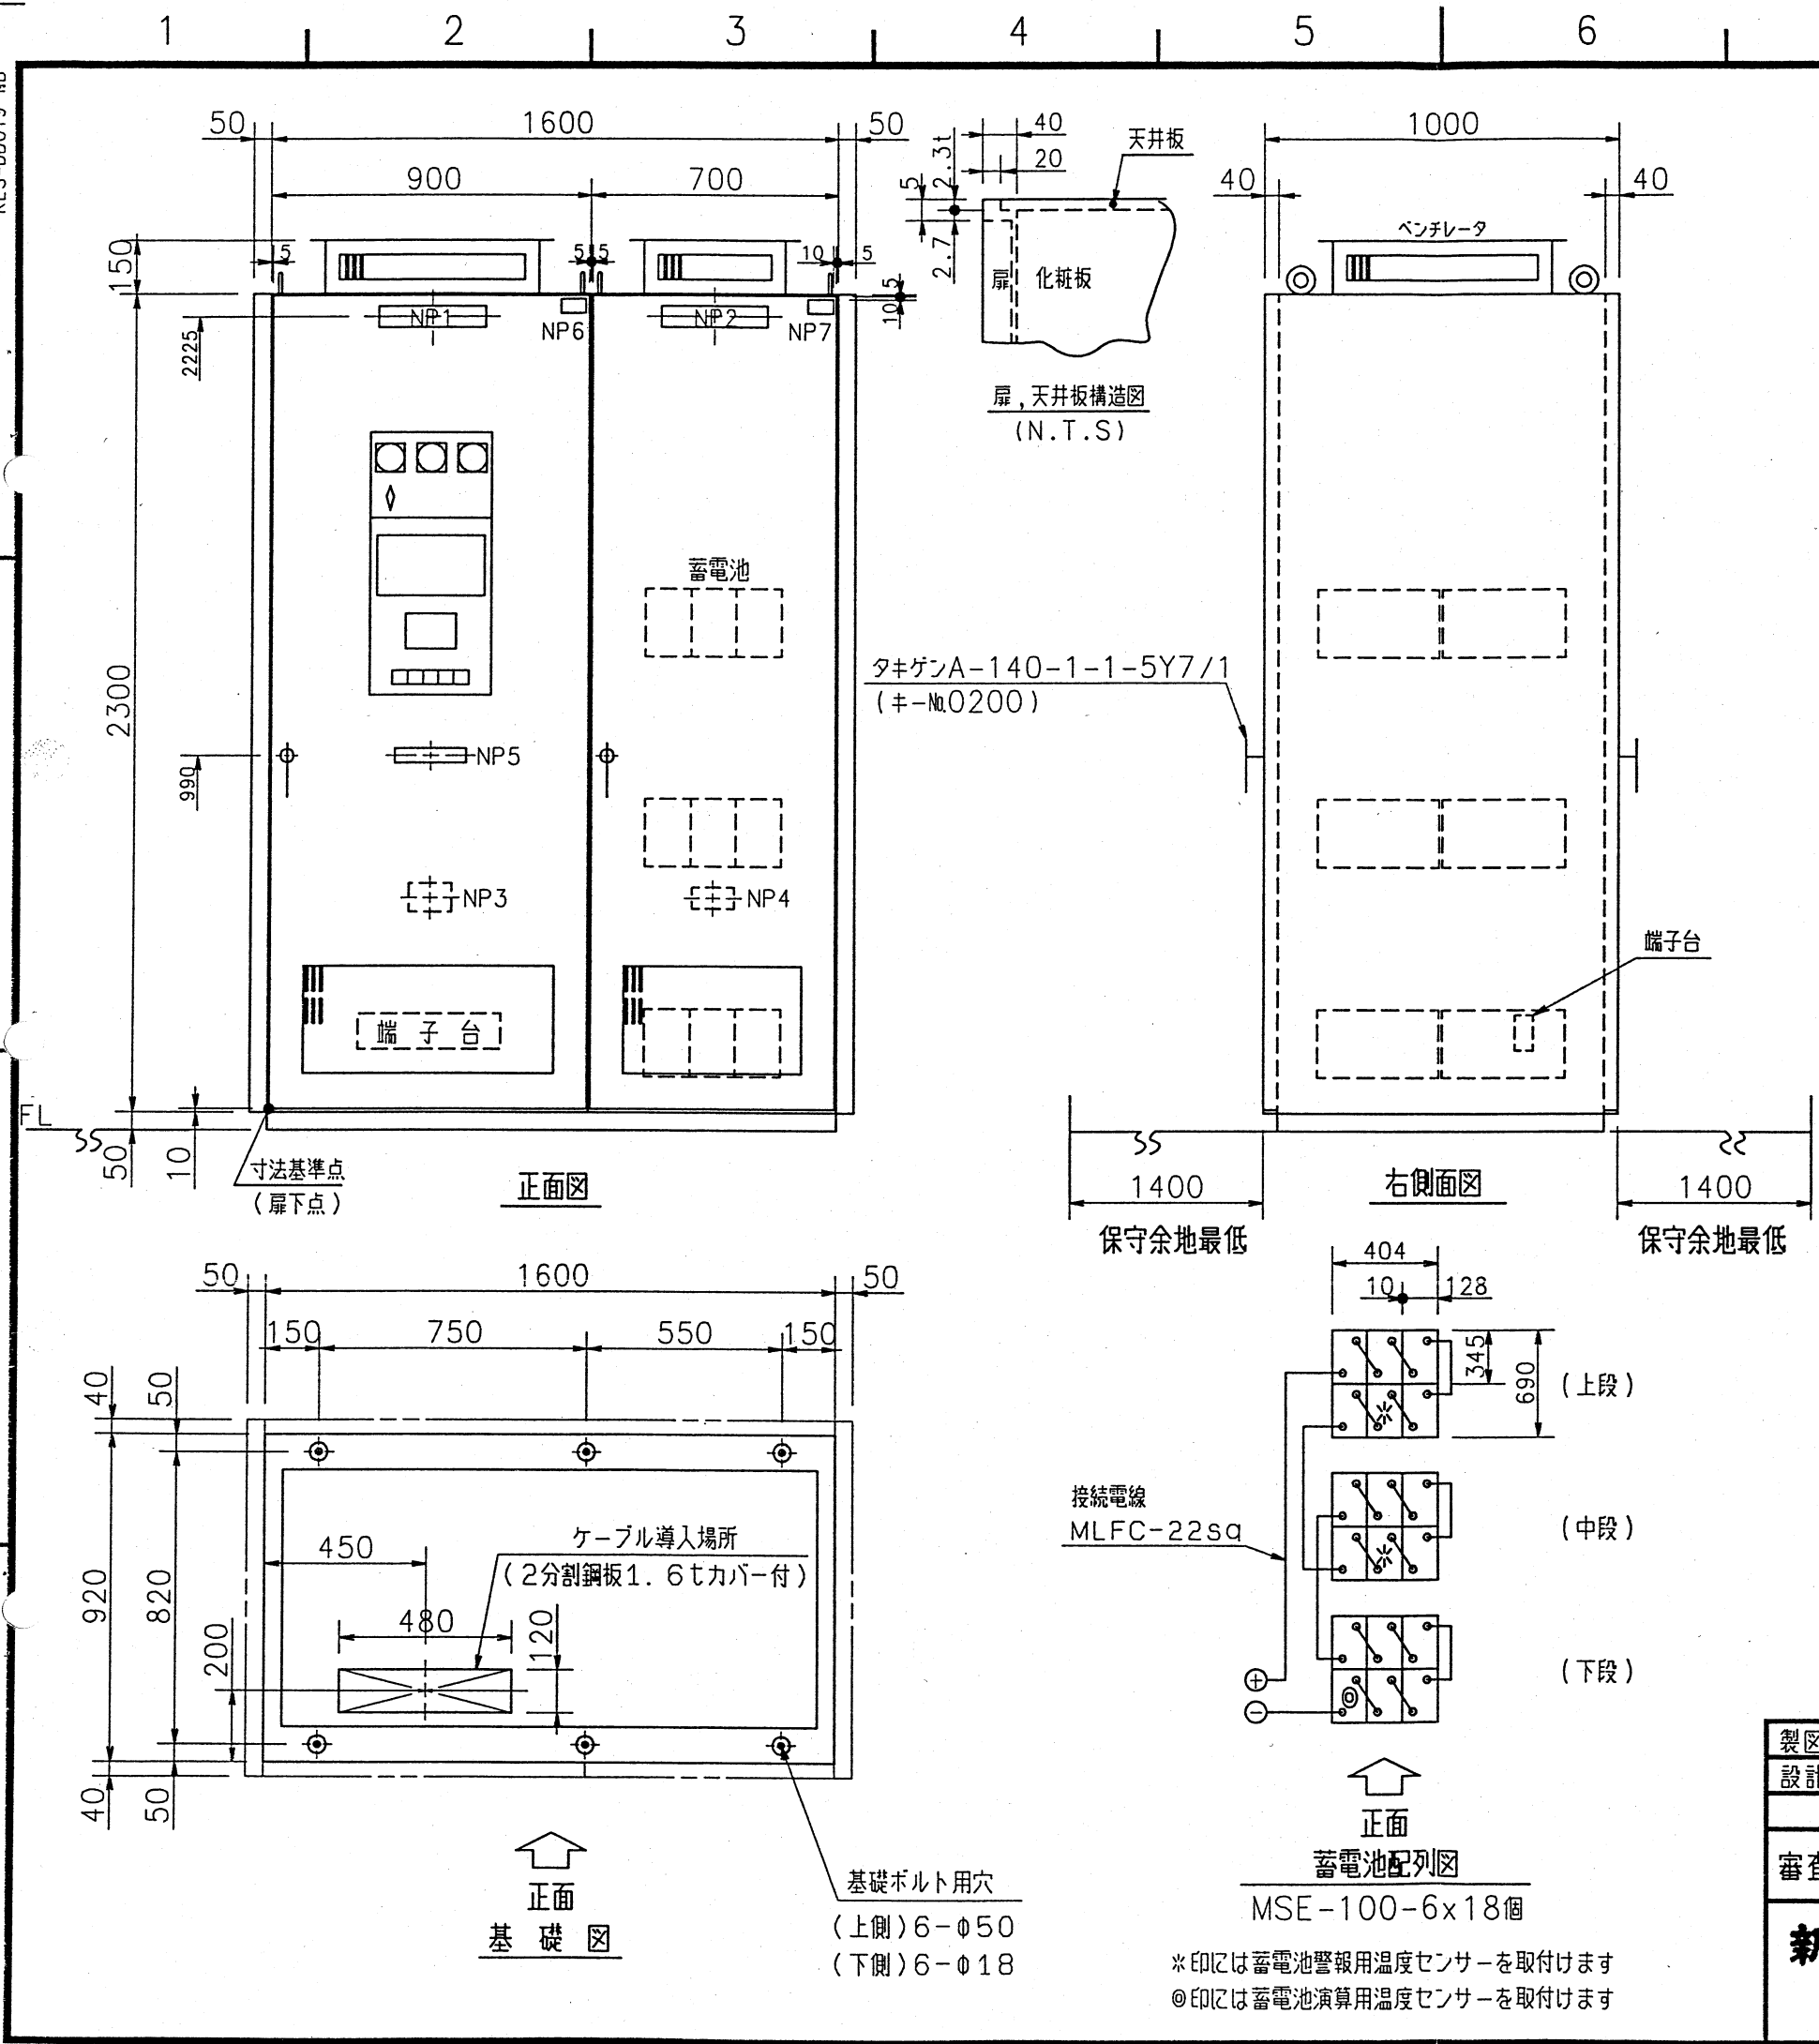 1 2 3 4 5 6
50 1600 50
900 700
150
5 5 5 10 5
NP1 NP6 NP2 NP7
10 5
2225
2300
蓄電池
990
NP5
NP3 NP4
端子台
FL
50 10
寸法基準点
(扉下点)
正面図
40
20
天井板
5 2.3t
2.7
扉 化粧板
扉,天井板構造図
(N.T.S)
タキゲンA-140-1-1-5Y7/1
(キーNo.0200)
1000
40 40
ベンチレータ
端子台
1400 右側面図 1400
保守余地最低 保守余地最低
50 1600 50
150 750 550 150
40 50
920 820
450
ケーブル導入場所
(2分割鋼板1.6tカバー付)
480 120
200
40 50
正面
基礎図
基礎ボルト用穴
(上側)6-φ50
(下側)6-φ18
404
10 128
345 690
(上段)
接続電線
MLFC-22sq
(中段)
(下段)
⊕
⊖
正面
蓄電池配列図
MSE-100-6x18個
※印には蓄電池警報用温度センサーを取付けます
◎印には蓄電池演算用温度センサーを取付けます
製図
設計
審査